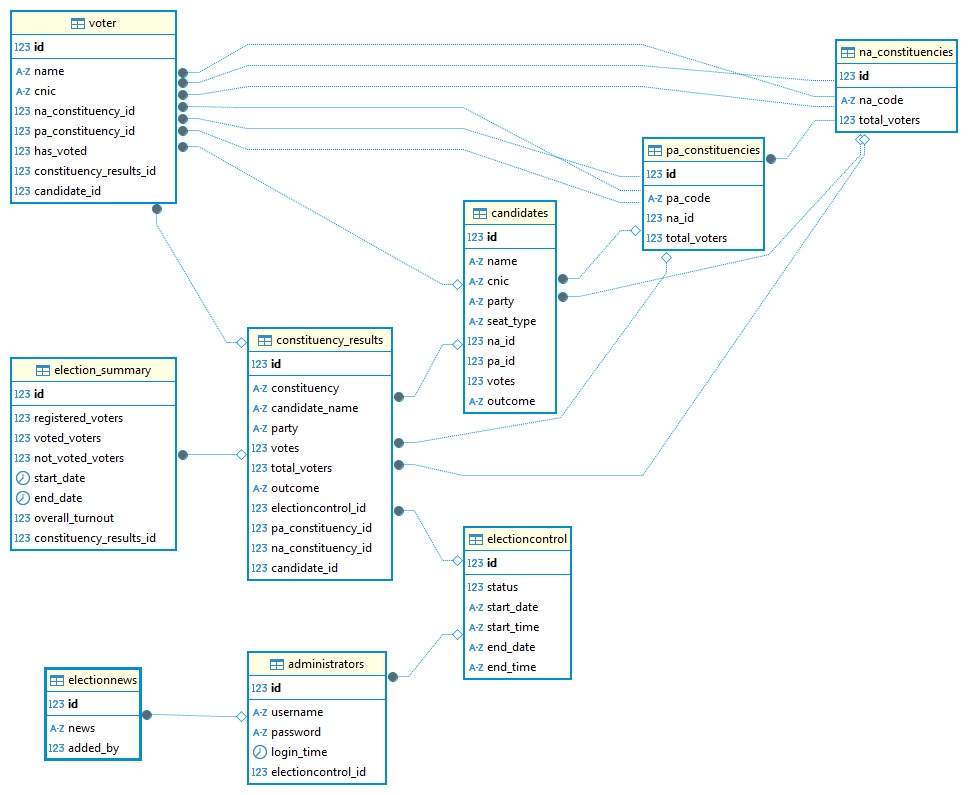 voter
123 id
A-Z name
A-Z cnic
123 na_constituency_id
123 pa_constituency_id
123 has_voted
123 constituency_results_id
123 candidate_id
na_constituencies
123 id
A-Z na_code
123 total_voters
pa_constituencies
123 id
A-Z pa_code
123 na_id
123 total_voters
candidates
123 id
A-Z name
A-Z cnic
A-Z party
A-Z seat_type
123 na_id
123 pa_id
123 votes
A-Z outcome
constituency_results
123 id
A-Z constituency
A-Z candidate_name
A-Z party
123 votes
123 total_voters
A-Z outcome
123 electioncontrol_id
123 pa_constituency_id
123 na_constituency_id
123 candidate_id
election_summary
123 id
123 registered_voters
123 voted_voters
123 not_voted_voters
start_date
end_date
123 overall_turnout
123 constituency_results_id
electioncontrol
123 id
123 status
A-Z start_date
A-Z start_time
A-Z end_date
A-Z end_time
administrators
123 id
A-Z username
A-Z password
login_time
123 electioncontrol_id
electionnews
123 id
A-Z news
123 added_by